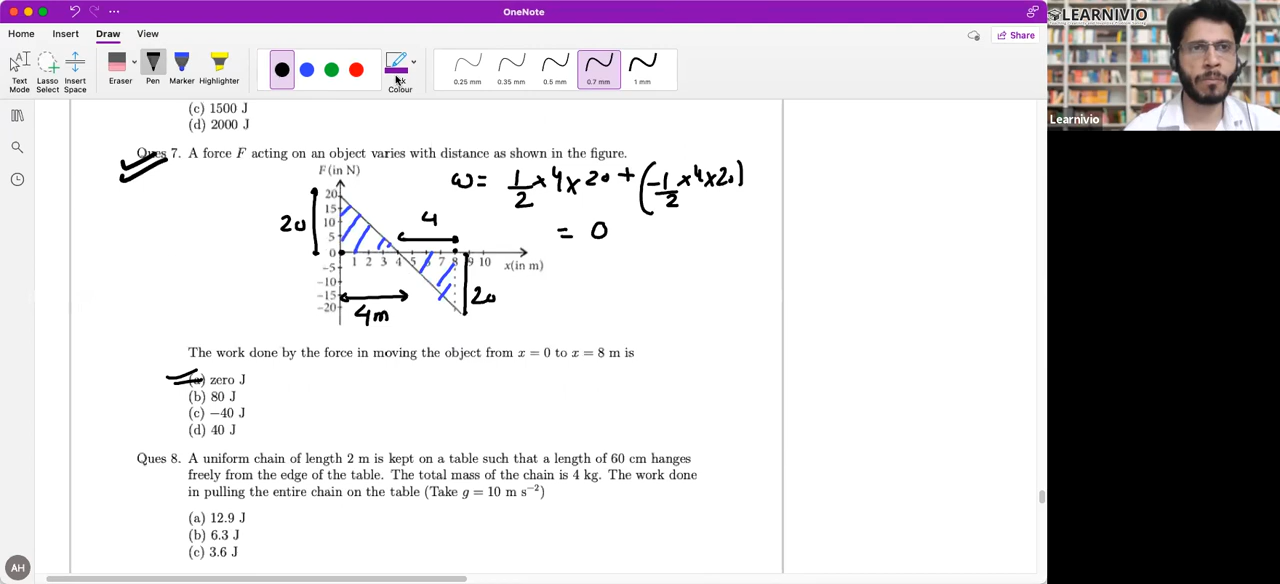 OneNote
LEARNIVIO
Home Insert Draw View
Share
Text Mode
Lasso Select
Insert Space
Eraser
Pen
Marker
Highlighter
Colour
0.25 mm
0.35 mm
0.5 mm
0.7 mm
1 mm
Learnivio
(c) 1500 J
(d) 2000 J
Ques 7. A force F acting on an object varies with distance as shown in the figure.
F(in N)
ω= 1/2 ×4×20 + (-1/2 ×4×20)
= 0
20
4
20
15
10
5
0
1 2 3 4 5 6 7 8 9 10 x(in m)
−5
−10
−15
−20
4m
20
The work done by the force in moving the object from x = 0 to x = 8 m is
(a) zero J
(b) 80 J
(c) −40 J
(d) 40 J
Ques 8. A uniform chain of length 2 m is kept on a table such that a length of 60 cm hanges
freely from the edge of the table. The total mass of the chain is 4 kg. The work done
in pulling the entire chain on the table (Take g = 10 m s⁻²)
(a) 12.9 J
(b) 6.3 J
(c) 3.6 J
AH